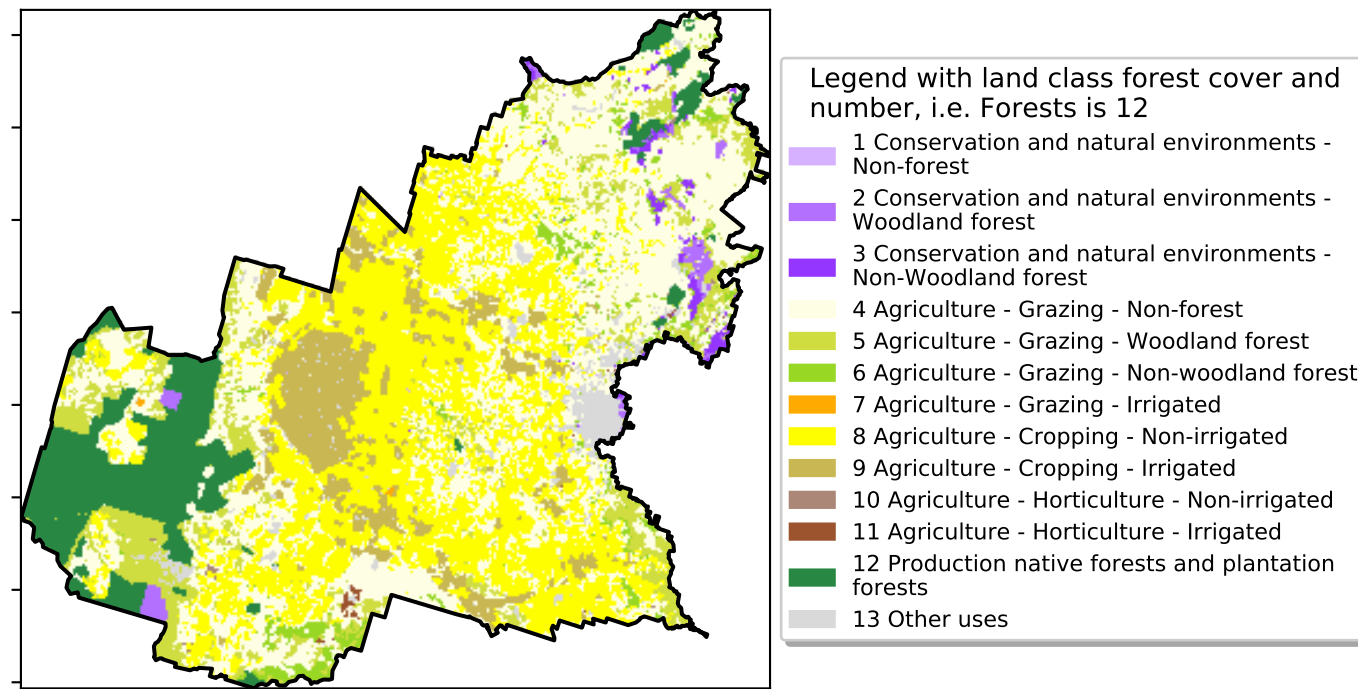 Legend with land class forest cover and
number, i.e. Forests is 12
1 Conservation and natural environments -
Non-forest
2 Conservation and natural environments -
Woodland forest
3 Conservation and natural environments -
Non-Woodland forest
4 Agriculture - Grazing - Non-forest
5 Agriculture - Grazing - Woodland forest
6 Agriculture - Grazing - Non-woodland forest
7 Agriculture - Grazing - Irrigated
8 Agriculture - Cropping - Non-irrigated
9 Agriculture - Cropping - Irrigated
10 Agriculture - Horticulture - Non-irrigated
11 Agriculture - Horticulture - Irrigated
12 Production native forests and plantation
forests
13 Other uses